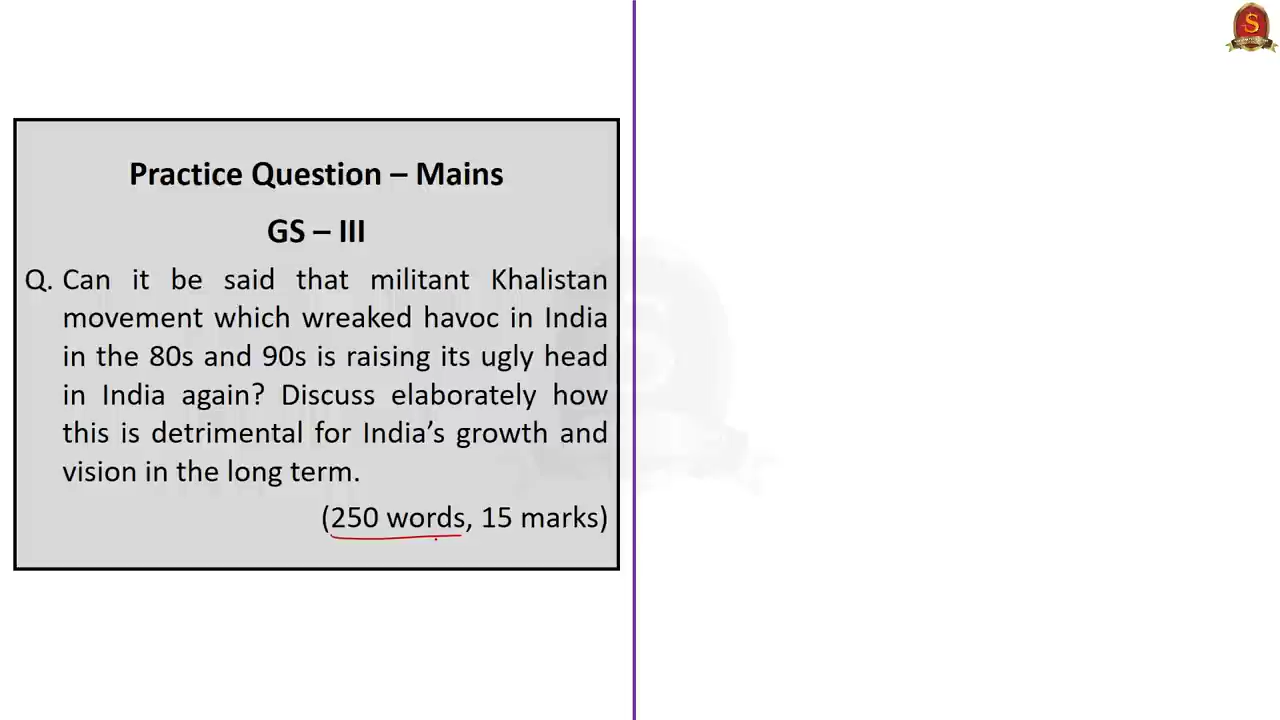 Practice Question – Mains
GS – III
Q. Can it be said that militant Khalistan
movement which wreaked havoc in India
in the 80s and 90s is raising its ugly head
in India again? Discuss elaborately how
this is detrimental for India’s growth and
vision in the long term.
(250 words, 15 marks)
S